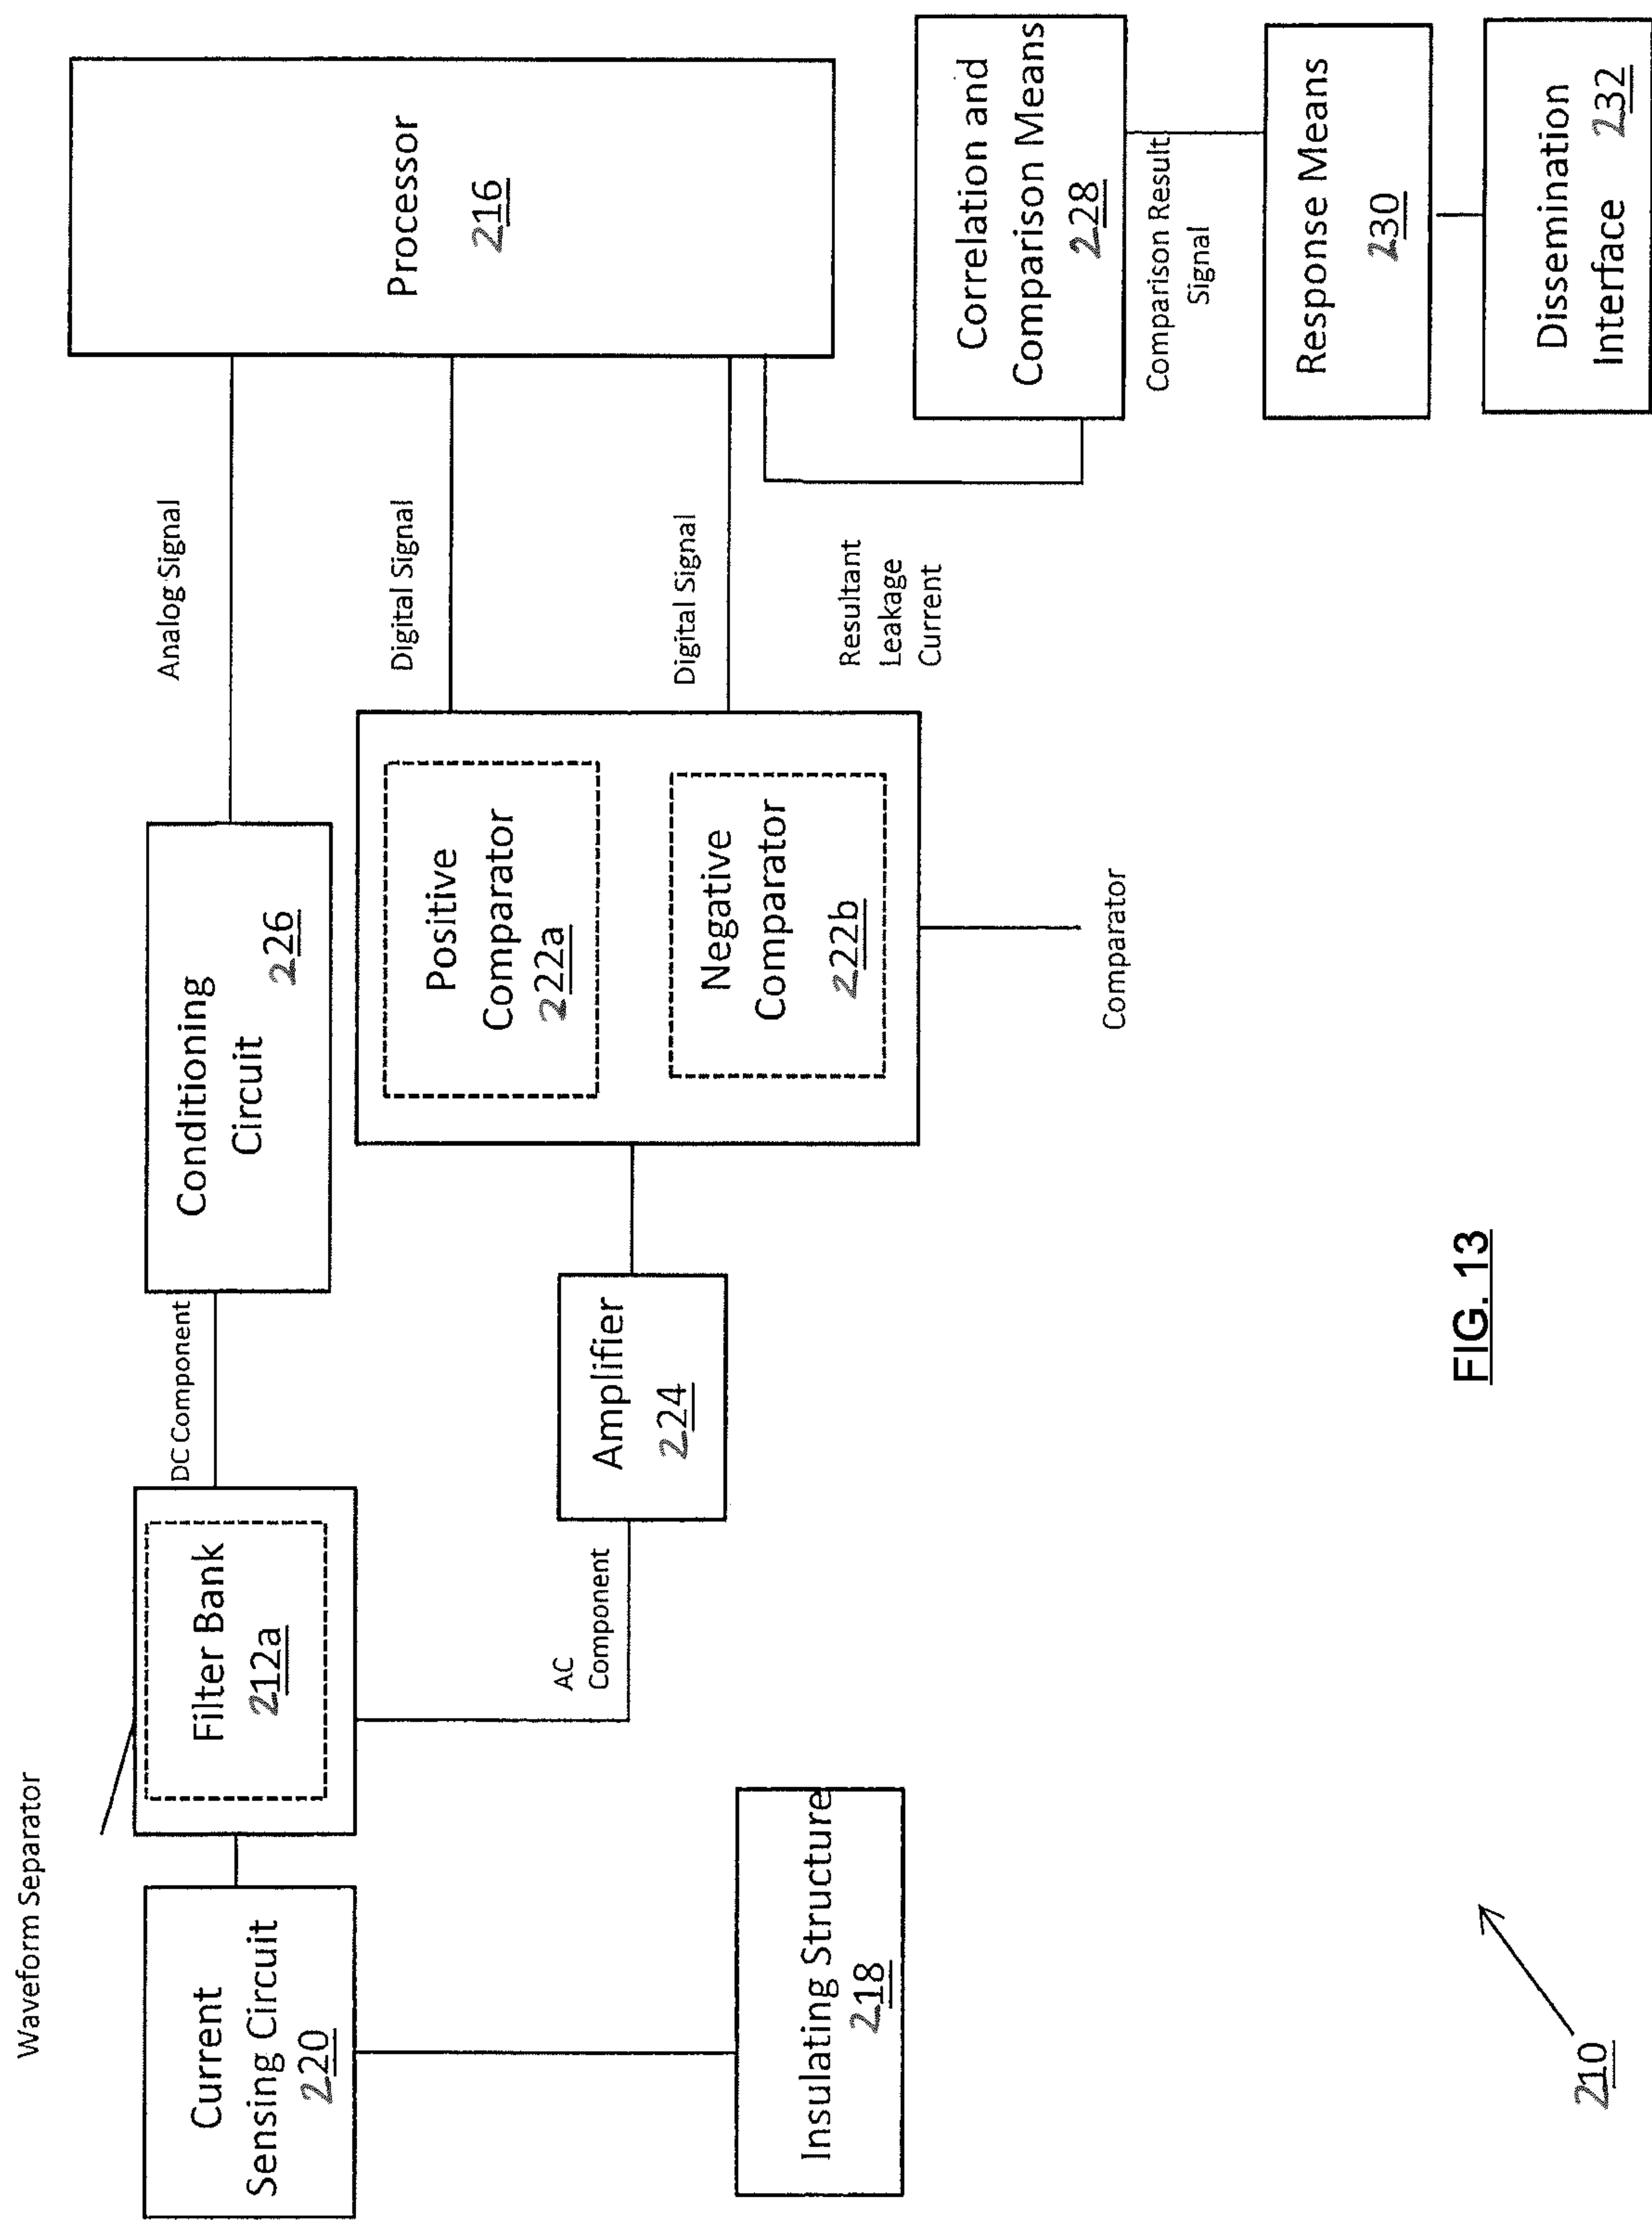 Waveform Separator
Current
Sensing Circuit
220
Filter Bank
212a
DC Component
Conditioning
Circuit
226
Analog Signal
Processor
216
AC
Component
Amplifier
224
Positive
Comparator
222a
Negative
Comparator
222b
Digital Signal
Digital Signal
Comparator
Resultant
Leakage
Current
Insulating Structure
218
Correlation and
Comparison Means
228
Comparison Result
Signal
Response Means
230
Dissemination
Interface 232
210
FIG. 13